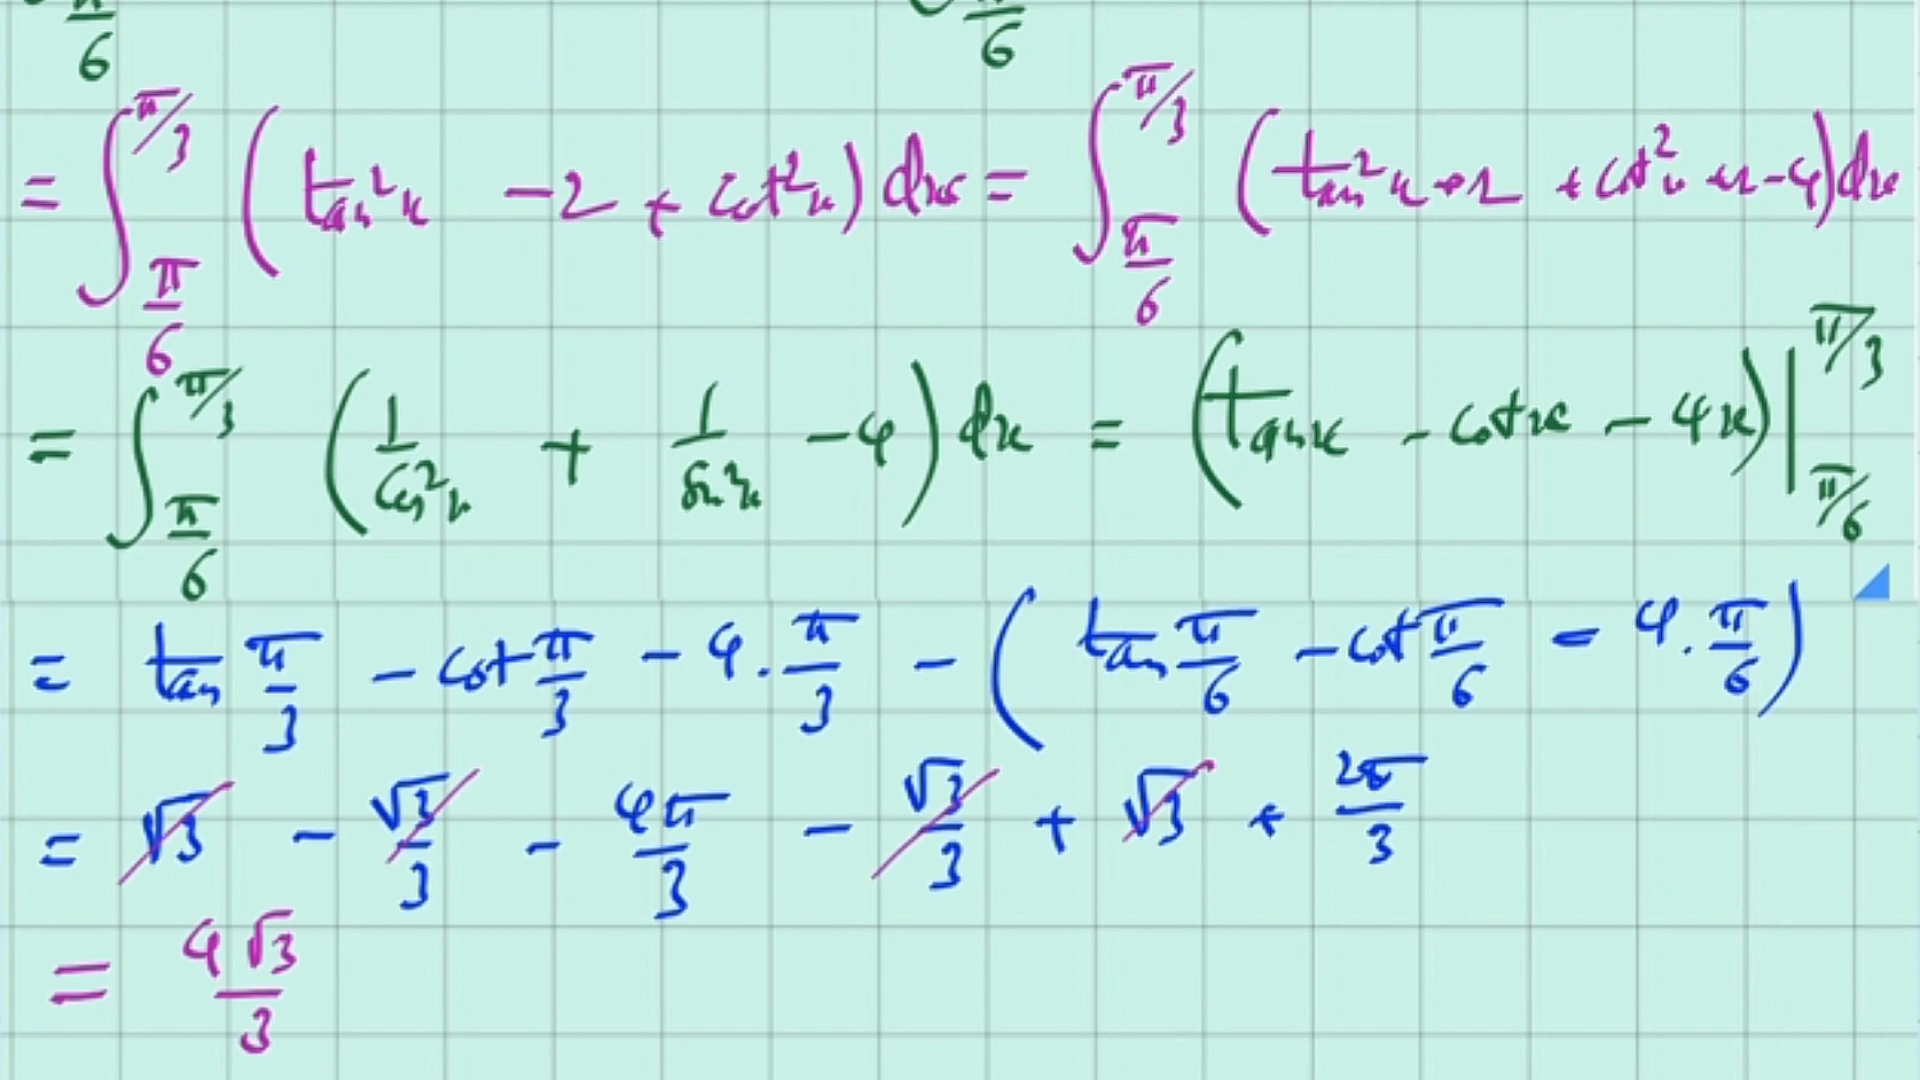 π/6 π/6
= ∫_{π/6}^{π/3} (tan²x - 2 + cot²x) dx = ∫_{π/6}^{π/3} (tan²x + 1 + cot²x + 1 - 4) dx
= ∫_{π/6}^{π/3} (1/cos²x + 1/sin²x - 4) dx = (tanx - cotx - 4x) |_{π/6}^{π/3}
= tan π/3 - cot π/3 - 4.π/3 - (tan π/6 - cot π/6 - 4.π/6)
= √3 - √3/3 - 4π/3 - √3/3 + √3 + 2π/3
= 4√3/3